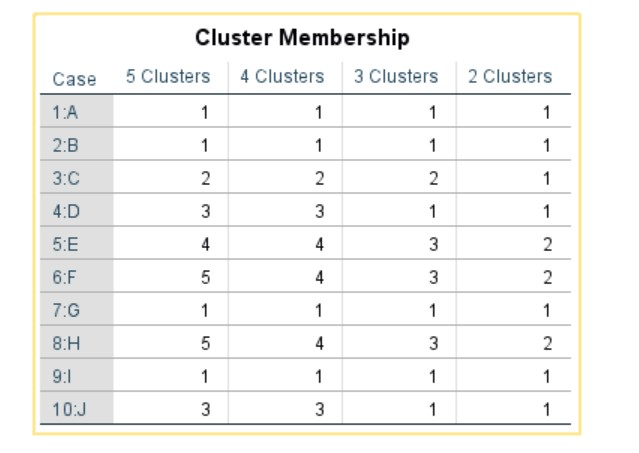 Cluster Membership
Case 5 Clusters 4 Clusters 3 Clusters 2 Clusters
1:A 1 1 1 1
2:B 1 1 1 1
3:C 2 2 2 1
4:D 3 3 1 1
5:E 4 4 3 2
6:F 5 4 3 2
7:G 1 1 1 1
8:H 5 4 3 2
9:I 1 1 1 1
10:J 3 3 1 1